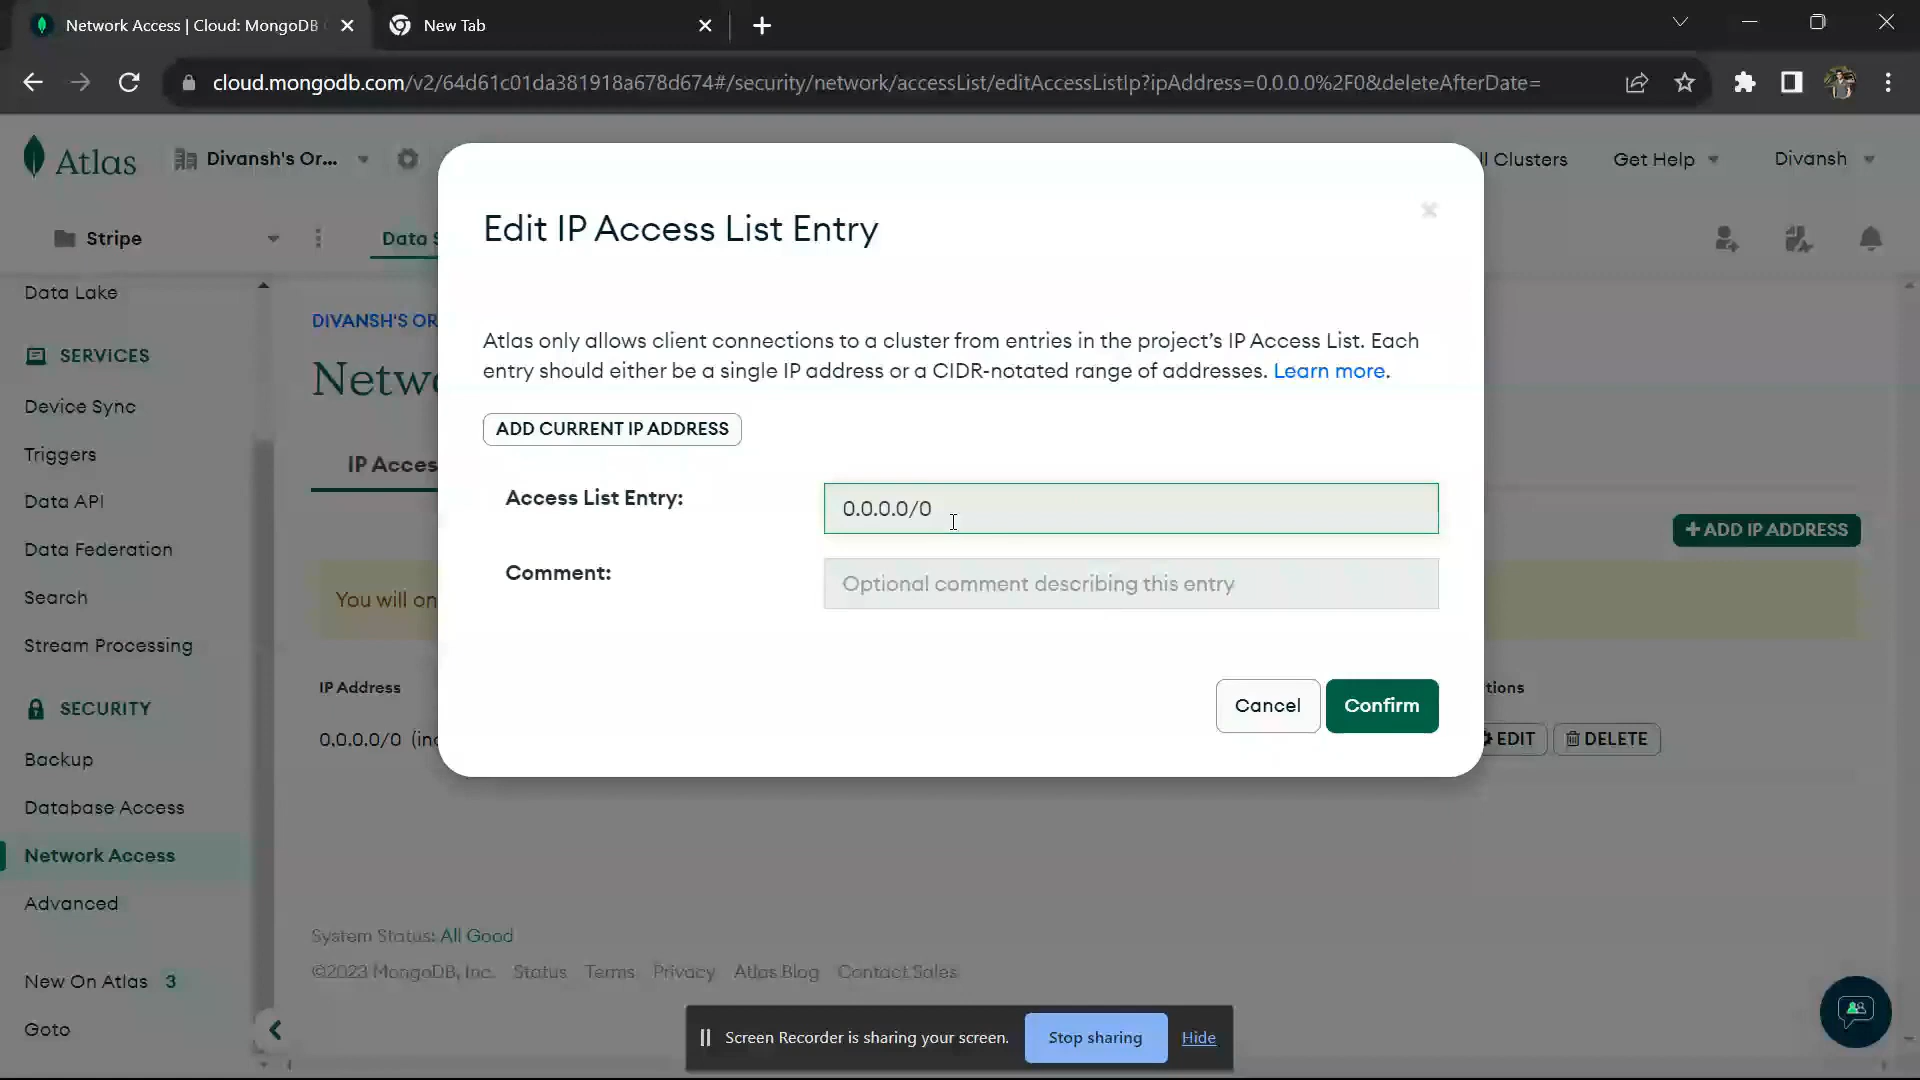 Network Access | Cloud: MongoDB
New Tab
cloud.mongodb.com/v2/64d61c01da381918a678d674#/security/network/accessList/editAccessListIp?ipAddress=0.0.0.0%2F0&deleteAfterDate=
Atlas
Divansh's Or...
ll Clusters
Get Help
Divansh
Stripe
Data S
Data Lake
SERVICES
Device Sync
Triggers
Data API
Data Federation
Search
Stream Processing
SECURITY
Backup
Database Access
Network Access
Advanced
New On Atlas 3
Goto
DIVANSH'S OR
Netwo
IP Acces
+ ADD IP ADDRESS
You will on
IP Address
tions
0.0.0.0/0 (inc
EDIT
DELETE
Edit IP Access List Entry
Atlas only allows client connections to a cluster from entries in the project's IP Access List. Each
entry should either be a single IP address or a CIDR-notated range of addresses. Learn more.
ADD CURRENT IP ADDRESS
Access List Entry:
0.0.0.0/0
Comment:
Optional comment describing this entry
Cancel
Confirm
System Status: All Good
©2023 MongoDB, Inc. Status Terms Privacy Atlas Blog Contact Sales
Screen Recorder is sharing your screen.
Stop sharing
Hide